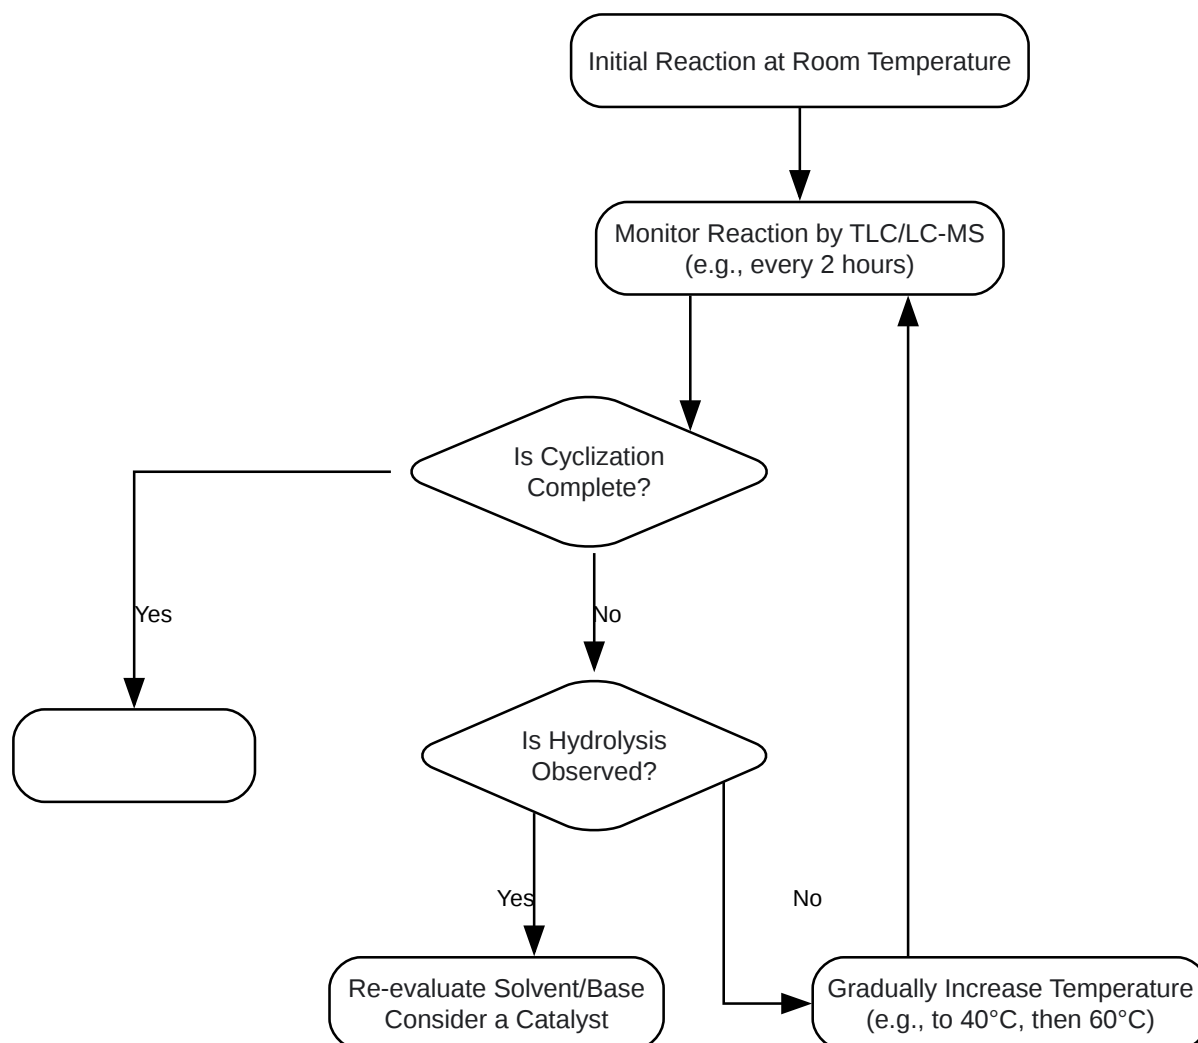 Initial Reaction at Room Temperature
Monitor Reaction by TLC/LC-MS
(e.g., every 2 hours)
Is Cyclization
Complete?
Yes
No
Is Hydrolysis
Observed?
Yes
No
Re-evaluate Solvent/Base
Consider a Catalyst
Gradually Increase Temperature
(e.g., to 40°C, then 60°C)